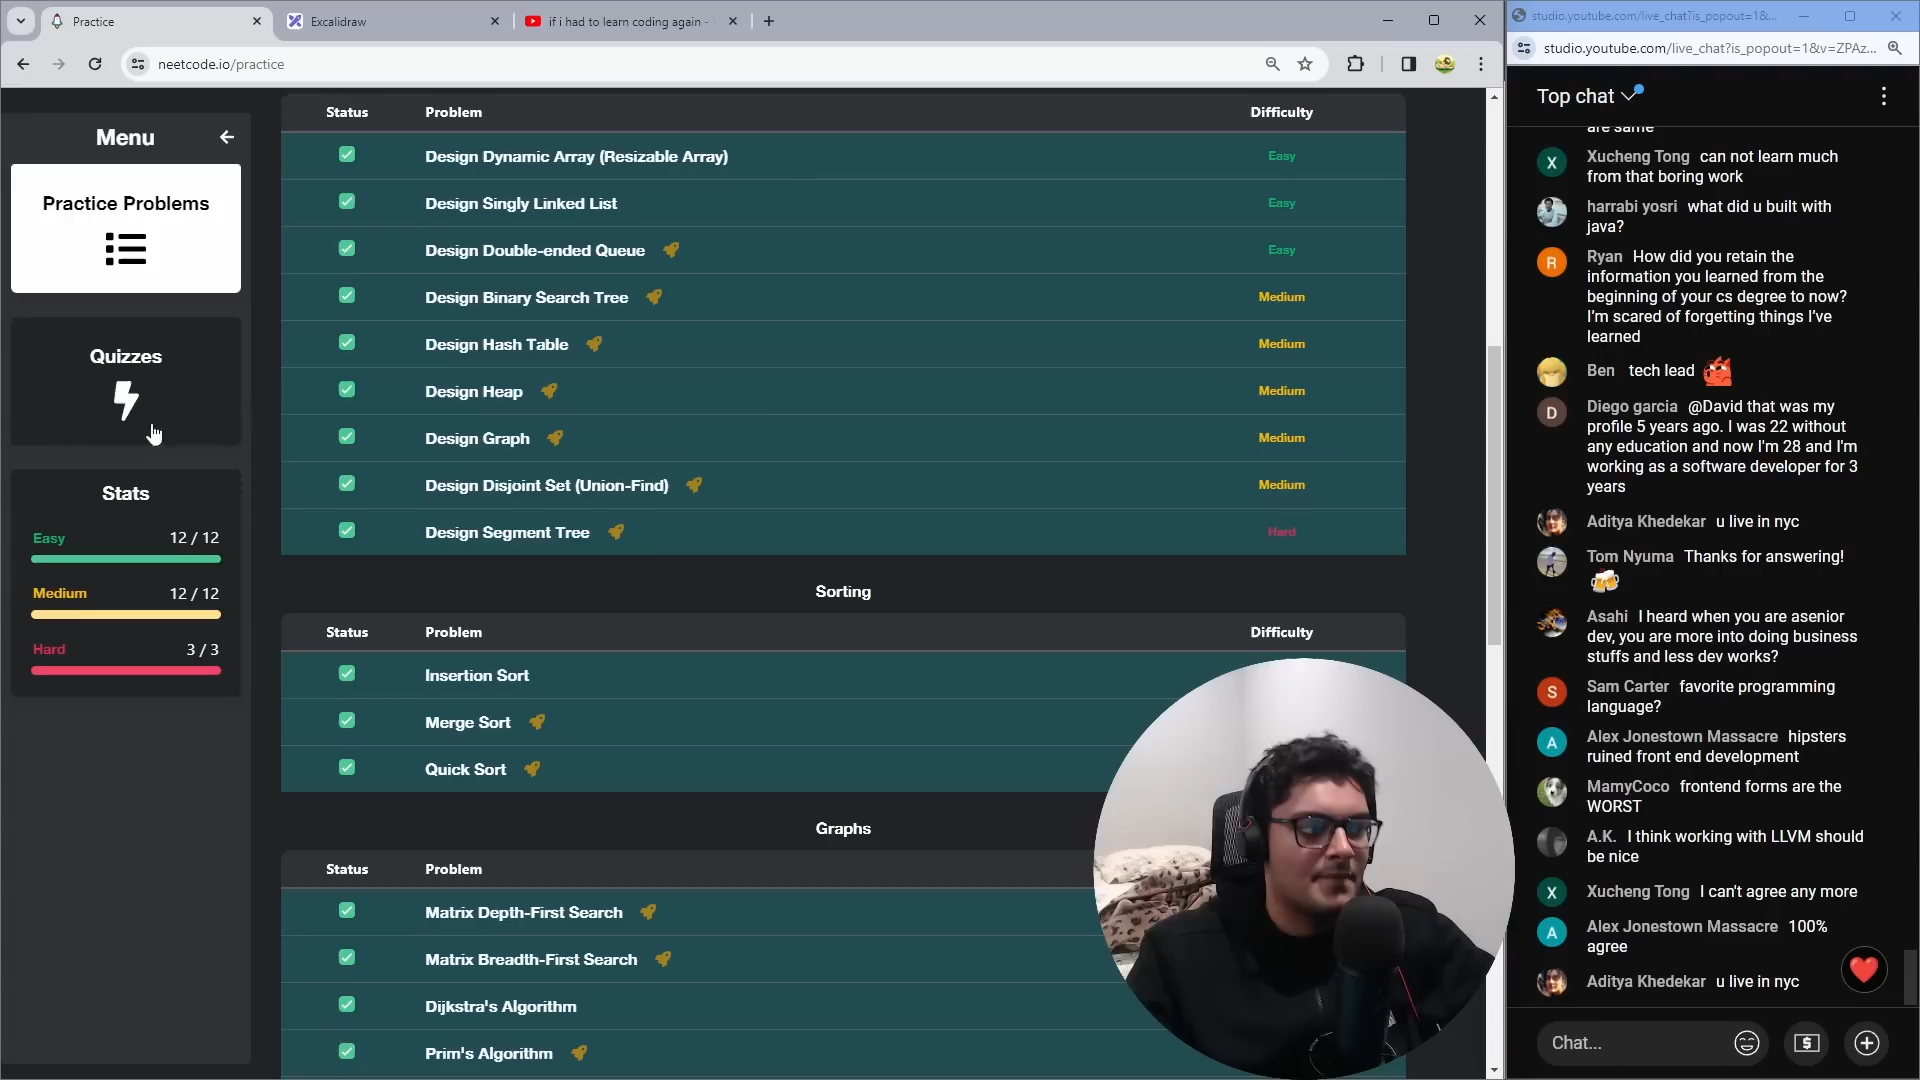 Practice
Excalidraw
if i had to learn coding again -
studio.youtube.com/live_chat?is_popout=1&...
neetcode.io/practice
studio.youtube.com/live_chat?is_popout=1&v=ZPAz...
Menu
Practice Problems
Quizzes
Stats
Easy 12 / 12
Medium 12 / 12
Hard 3 / 3
Status Problem Difficulty
Design Dynamic Array (Resizable Array) Easy
Design Singly Linked List Easy
Design Double-ended Queue Easy
Design Binary Search Tree Medium
Design Hash Table Medium
Design Heap Medium
Design Graph Medium
Design Disjoint Set (Union-Find) Medium
Design Segment Tree Hard
Sorting
Status Problem Difficulty
Insertion Sort
Merge Sort
Quick Sort
Graphs
Status Problem
Matrix Depth-First Search
Matrix Breadth-First Search
Dijkstra's Algorithm
Prim's Algorithm
Top chat
are same
X Xucheng Tong can not learn much
from that boring work
harrabi yosri what did u built with
java?
R Ryan How did you retain the
information you learned from the
beginning of your cs degree to now?
I'm scared of forgetting things I've
learned
Ben tech lead
D Diego garcia @David that was my
profile 5 years ago. I was 22 without
any education and now I'm 28 and I'm
working as a software developer for 3
years
Aditya Khedekar u live in nyc
Tom Nyuma Thanks for answering!
Asahi I heard when you are asenior
dev, you are more into doing business
stuffs and less dev works?
S Sam Carter favorite programming
language?
A Alex Jonestown Massacre hipsters
ruined front end development
MamyCoco frontend forms are the
WORST
A.K. I think working with LLVM should
be nice
X Xucheng Tong I can't agree any more
A Alex Jonestown Massacre 100%
agree
Aditya Khedekar u live in nyc
Chat...